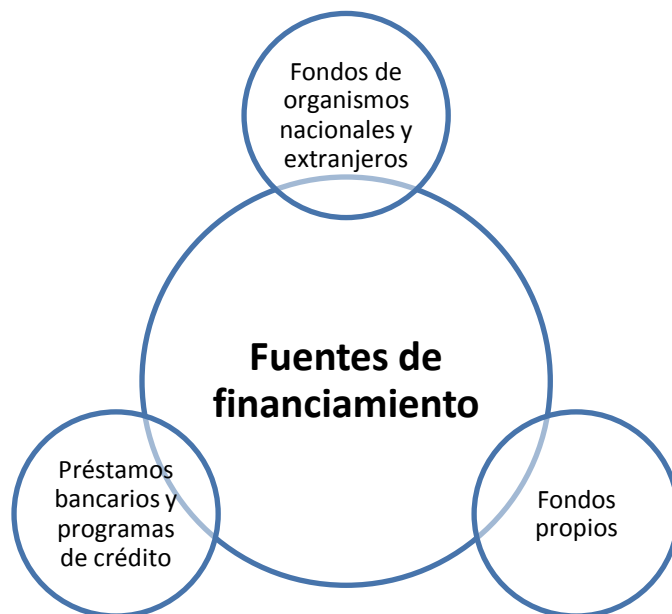 Fondos de
organismos
nacionales y
extranjeros
Fuentes de
financiamiento
Préstamos
bancarios y
programas
de crédito
Fondos
propios